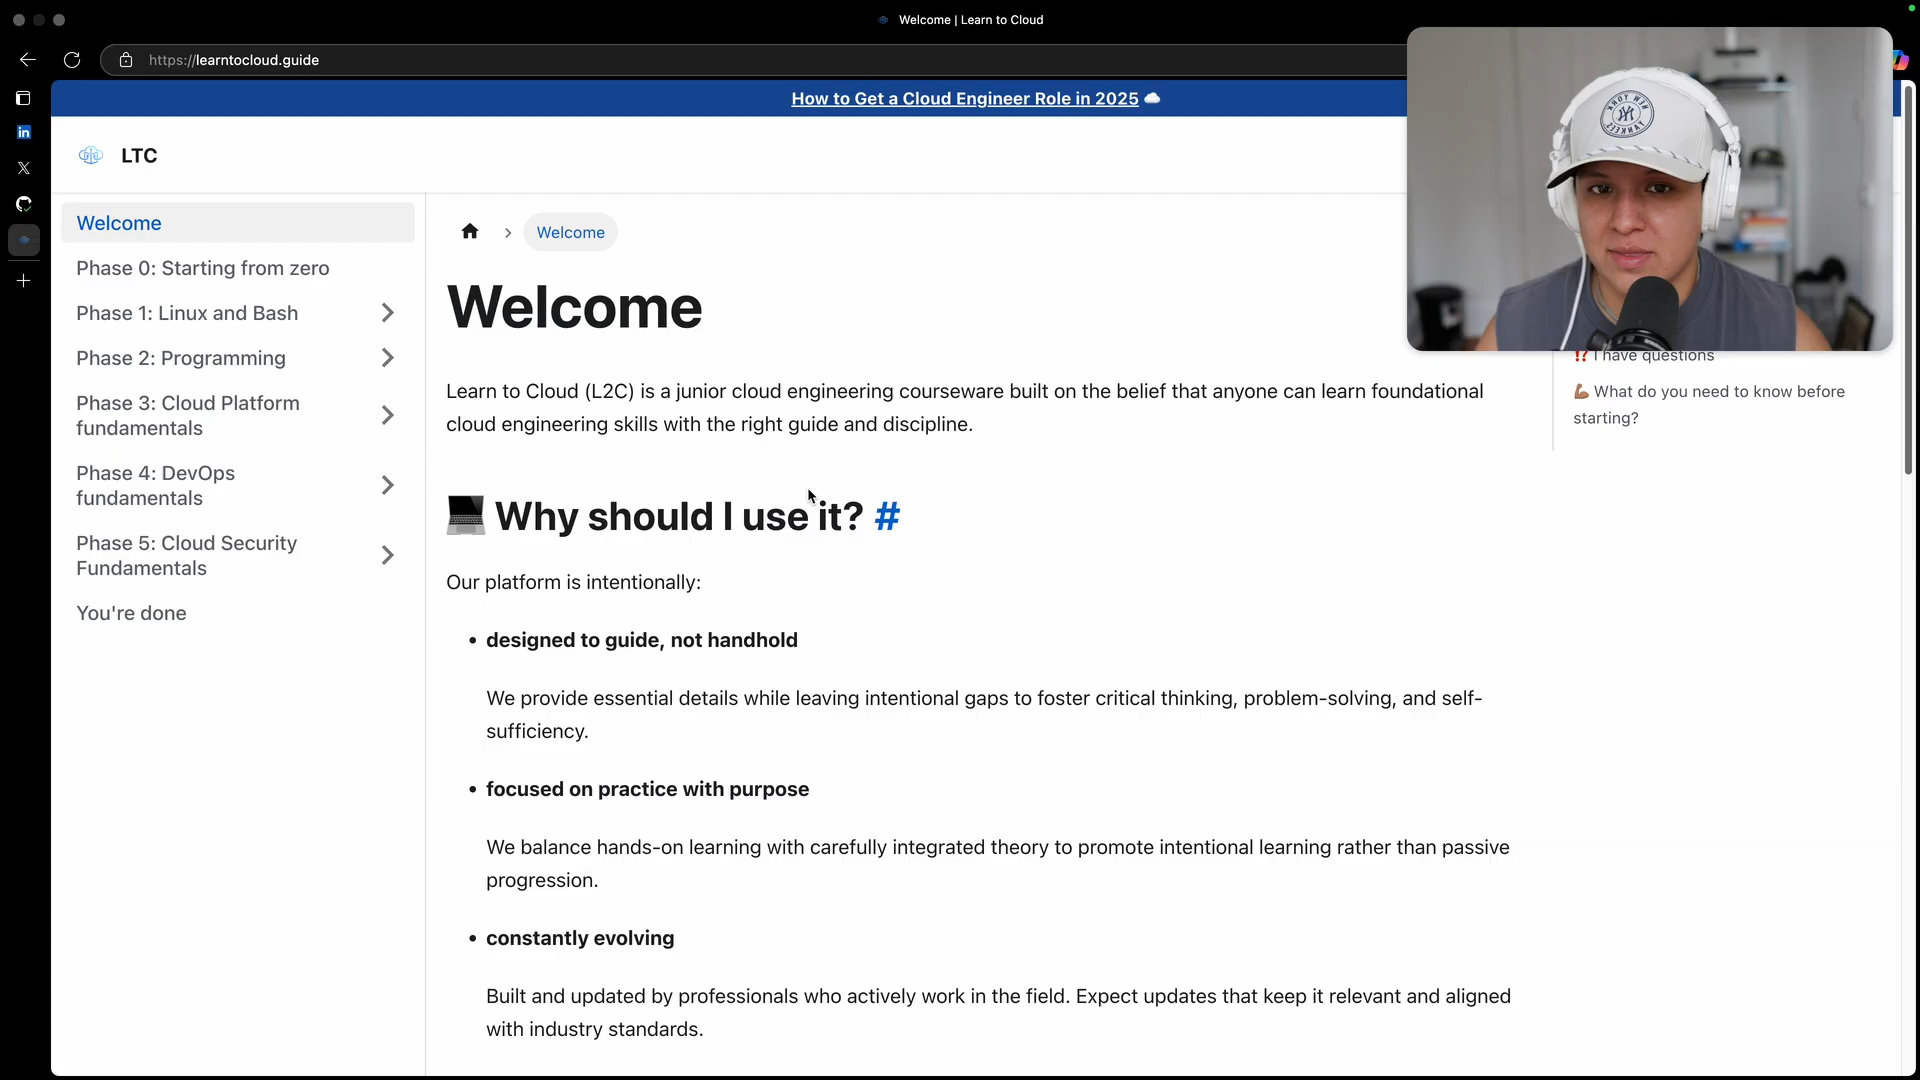 Welcome | Learn to Cloud
https://learntocloud.guide
How to Get a Cloud Engineer Role in 2025
LTC
Welcome
Phase 0: Starting from zero
Phase 1: Linux and Bash
Phase 2: Programming
Phase 3: Cloud Platform
fundamentals
Phase 4: DevOps
fundamentals
Phase 5: Cloud Security
Fundamentals
You're done
Welcome
Welcome
Learn to Cloud (L2C) is a junior cloud engineering courseware built on the belief that anyone can learn foundational
cloud engineering skills with the right guide and discipline.
Why should I use it? #
Our platform is intentionally:
• designed to guide, not handhold
We provide essential details while leaving intentional gaps to foster critical thinking, problem-solving, and self-
sufficiency.
• focused on practice with purpose
We balance hands-on learning with carefully integrated theory to promote intentional learning rather than passive
progression.
• constantly evolving
Built and updated by professionals who actively work in the field. Expect updates that keep it relevant and aligned
with industry standards.
⁉️ I have questions
💪🏽 What do you need to know before
starting?
NEW YORK
YANKEES
in
X